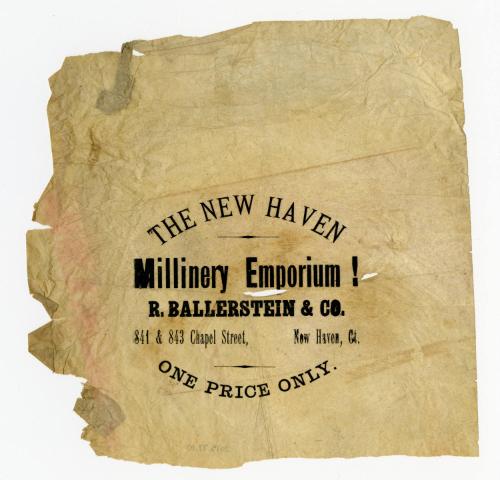 THE NEW HAVEN
Millinery Emporium !
R. BALLERSTEIN & CO.
841 & 843 Chapel Street, New Haven, Ct.
ONE PRICE ONLY.